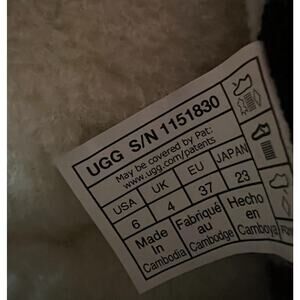 UGG S/N 1151830
May be covered by Pat:
www.ugg.com/patents
USA UK EU JAPAN
6 4 37 23
Made Fabriqué Hecho
in au en
Cambodia Cambodge Camboya